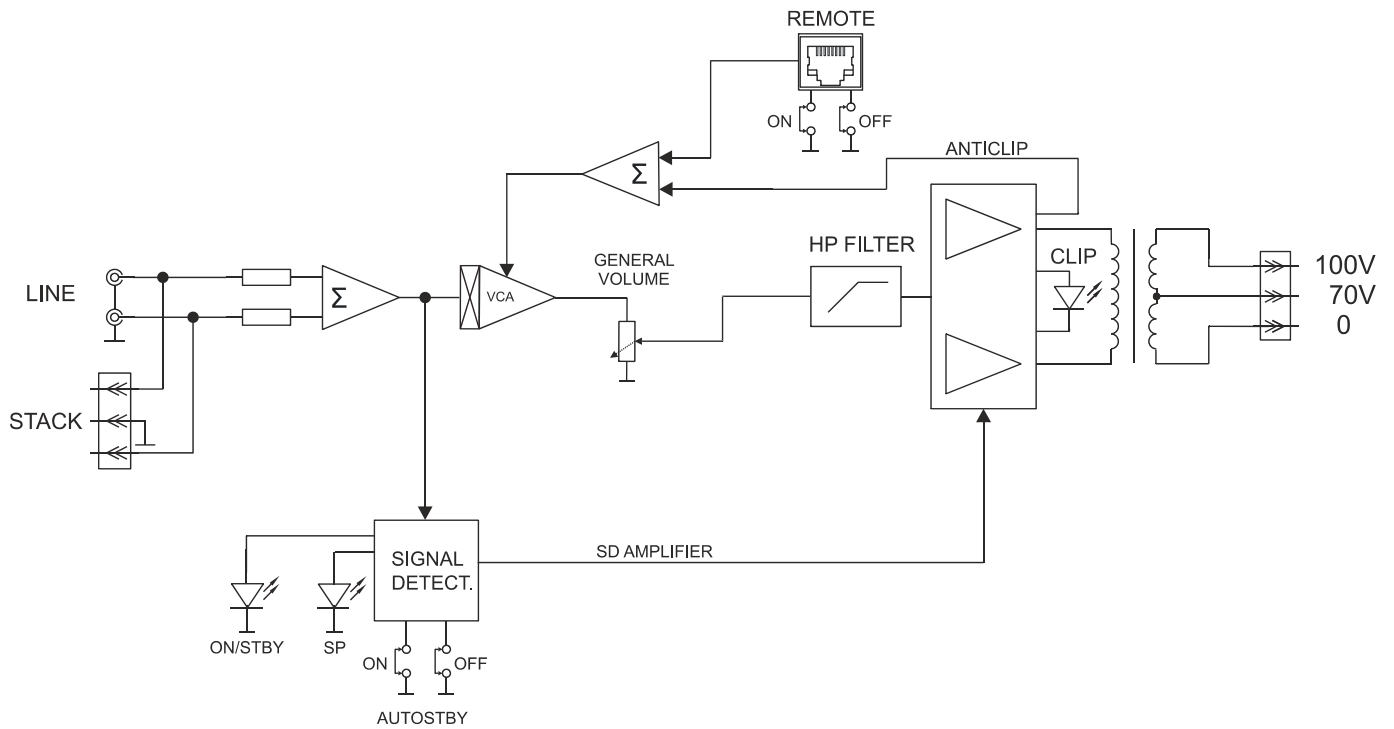 REMOTE
ON
OFF
ANTICLIP
Σ
HP FILTER
GENERAL
VOLUME
CLIP
100V
70V
0
LINE
Σ
VCA
STACK
SIGNAL
DETECT.
SD AMPLIFIER
ON/STBY
SP
ON
OFF
AUTOSTBY